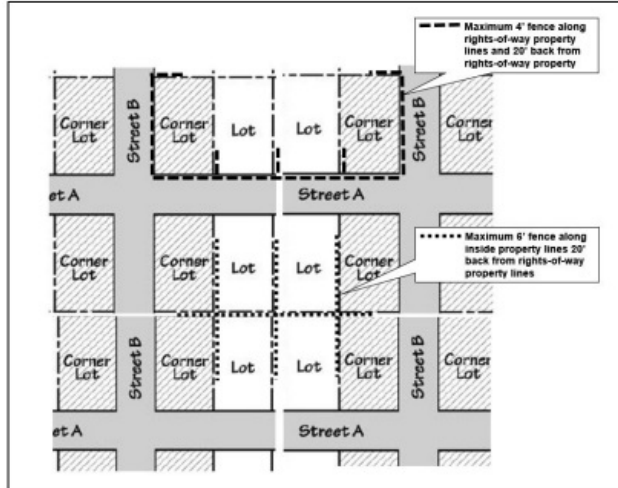 Maximum 4' fence along
rights-of-way property
lines and 20' back from
rights-of-way property
Corner
Lot
Street B
Corner
Lot
Lot
Lot
Corner
Lot
Street B
Corner
Lot
et A
Street A
Maximum 6' fence along
inside property lines 20'
back from rights-of-way
property lines
Corner
Lot
Corner
Lot
Lot
Lot
Corner
Lot
Corner
Lot
Corner
Lot
Street B
Corner
Lot
Lot
Lot
Corner
Lot
Street B
Corner
Lot
et A
Street A